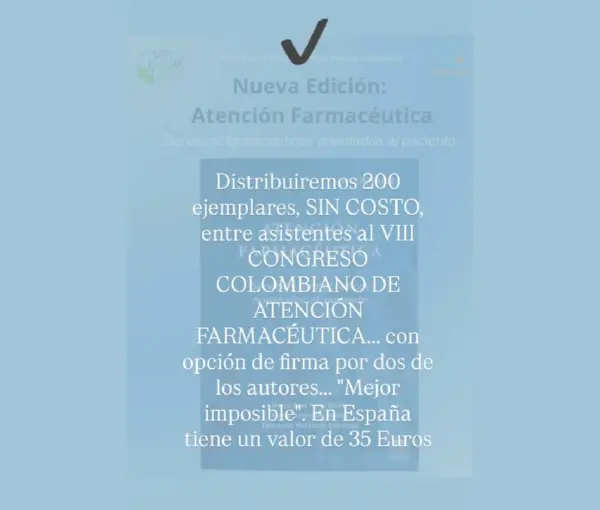 Nueva Edición:
Atención Farmacéutica
Servicios farmacéuticos orientados al paciente
Distribuiremos 200
ejemplares, SIN COSTO,
entre asistentes al VIII
CONGRESO
COLOMBIANO DE
ATENCIÓN
FARMACÉUTICA... con
opción de firma por dos de
los autores... "Mejor
imposible". En España
tiene un valor de 35 Euros
ATENCIÓN
FARMACÉUTICA